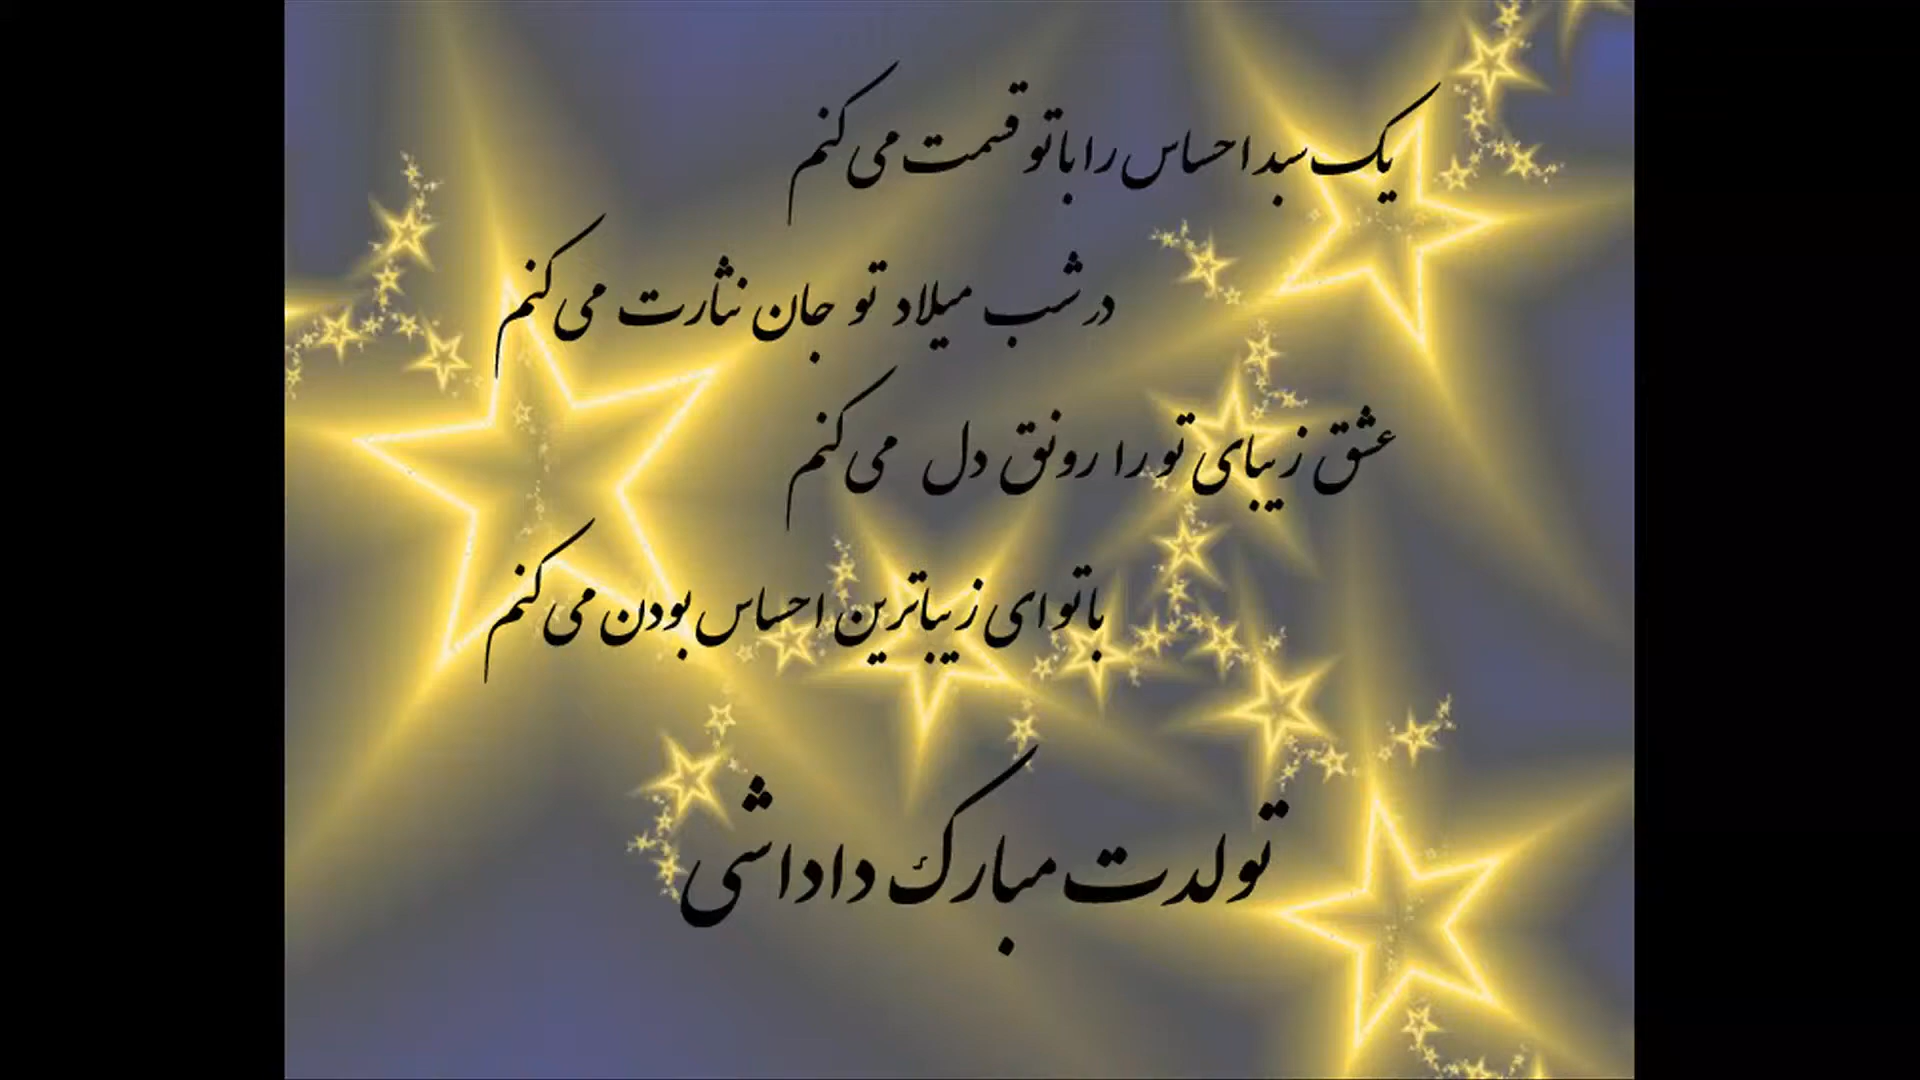 یک سبد احساس را با تو قسمت می کنم
در شب میلاد تو جان نثارت می کنم
عشق زیبای تو را رونق دل می کنم
با تو ای زیباترین احساس بودن می کنم
تولدت مبارک داداشی